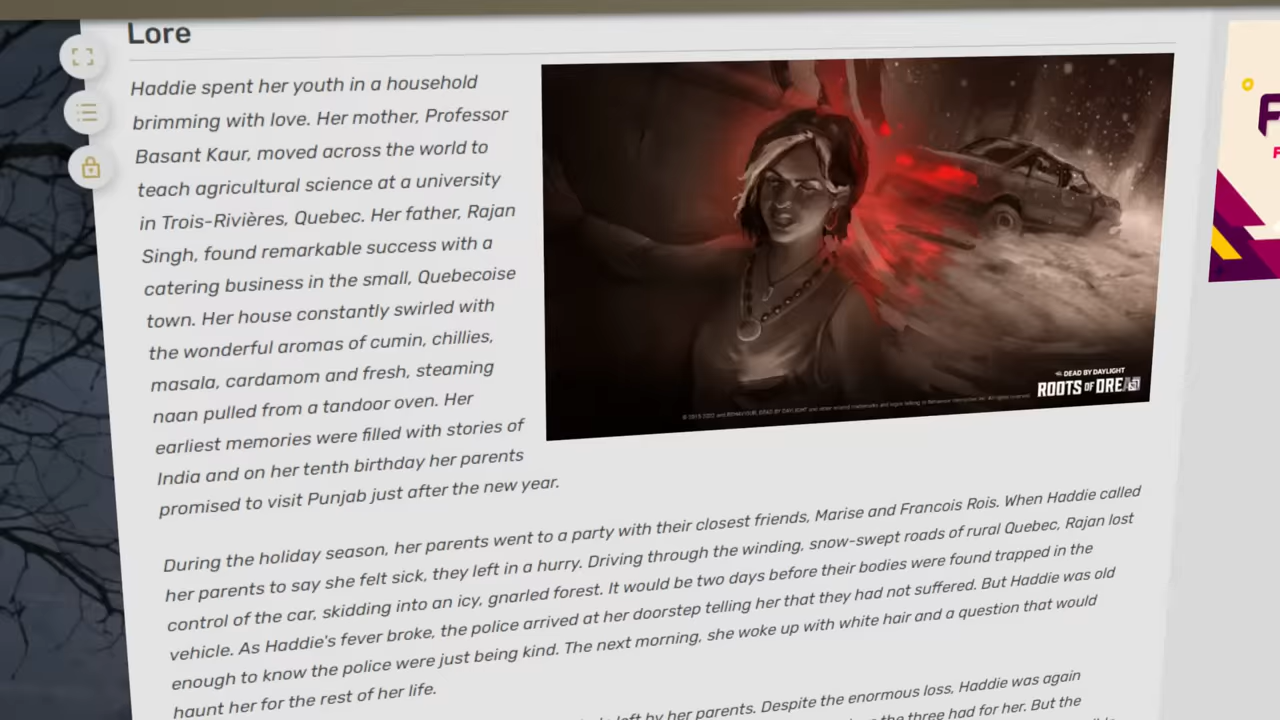 Lore
Haddie spent her youth in a household
brimming with love. Her mother, Professor
Basant Kaur, moved across the world to
teach agricultural science at a university
in Trois-Rivières, Quebec. Her father, Rajan
Singh, found remarkable success with a
catering business in the small, Quebecoise
town. Her house constantly swirled with
the wonderful aromas of cumin, chillies,
masala, cardamom and fresh, steaming
naan pulled from a tandoor oven. Her
earliest memories were filled with stories of
India and on her tenth birthday her parents
promised to visit Punjab just after the new year.
DEAD BY DAYLIGHT
ROOTS OF DREAD
During the holiday season, her parents went to a party with their closest friends, Marise and Francois Rois. When Haddie called
her parents to say she felt sick, they left in a hurry. Driving through the winding, snow-swept roads of rural Quebec, Rajan lost
control of the car, skidding into an icy, gnarled forest. It would be two days before their bodies were found trapped in the
vehicle. As Haddie's fever broke, the police arrived at her doorstep telling her that they had not suffered. But Haddie was old
enough to know the police were just being kind. The next morning, she woke up with white hair and a question that would
haunt her for the rest of her life.
left by her parents. Despite the enormous loss, Haddie was again
the three had for her. But the